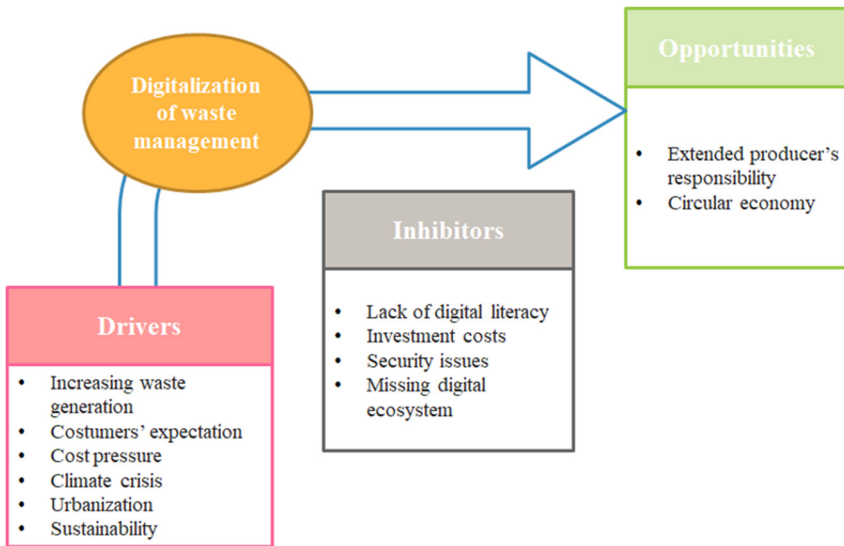 Digitalization
of waste
management
Opportunities
• Extended producer's
responsibility
• Circular economy
Inhibitors
• Lack of digital literacy
• Investment costs
• Security issues
• Missing digital
ecosystem
Drivers
• Increasing waste
generation
• Costumers' expectation
• Cost pressure
• Climate crisis
• Urbanization
• Sustainability